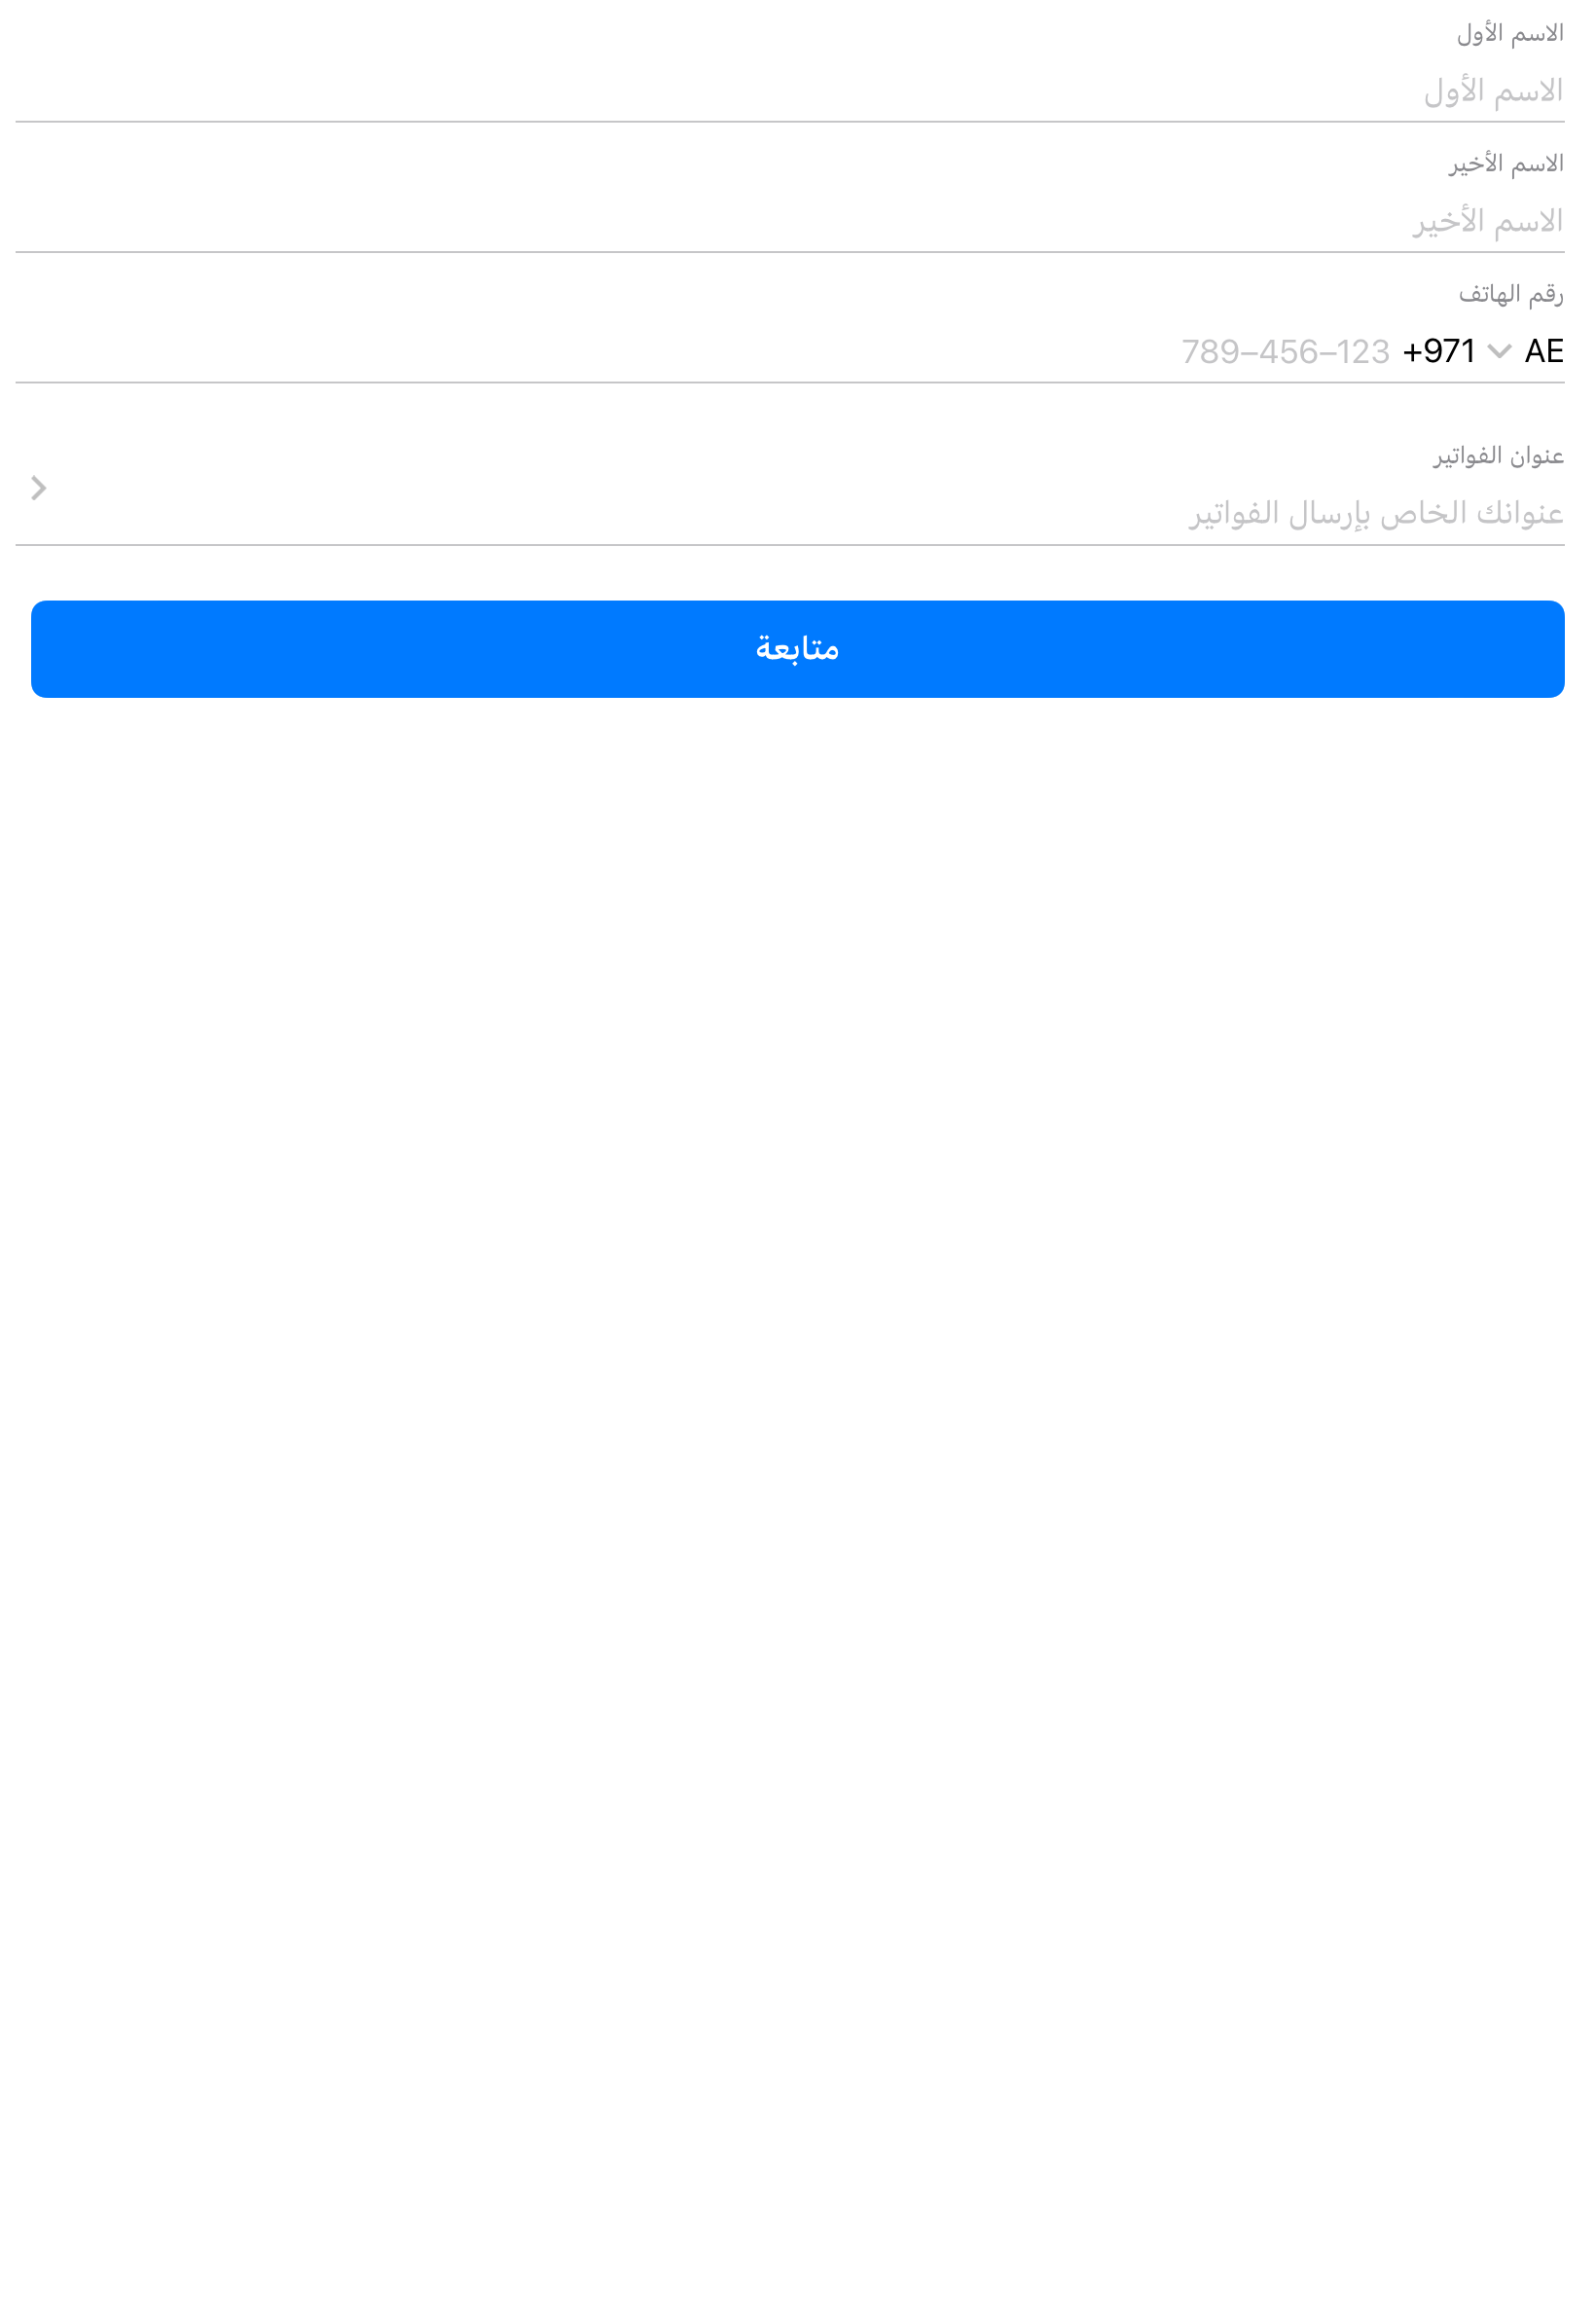 الاسم الأول
الاسم الأول
الاسم الأخير
الاسم الأخير
رقم الهاتف
AE +971 789-456-123
عنوان الفواتير
عنوانك الخاص بإرسال الفواتير
متابعة